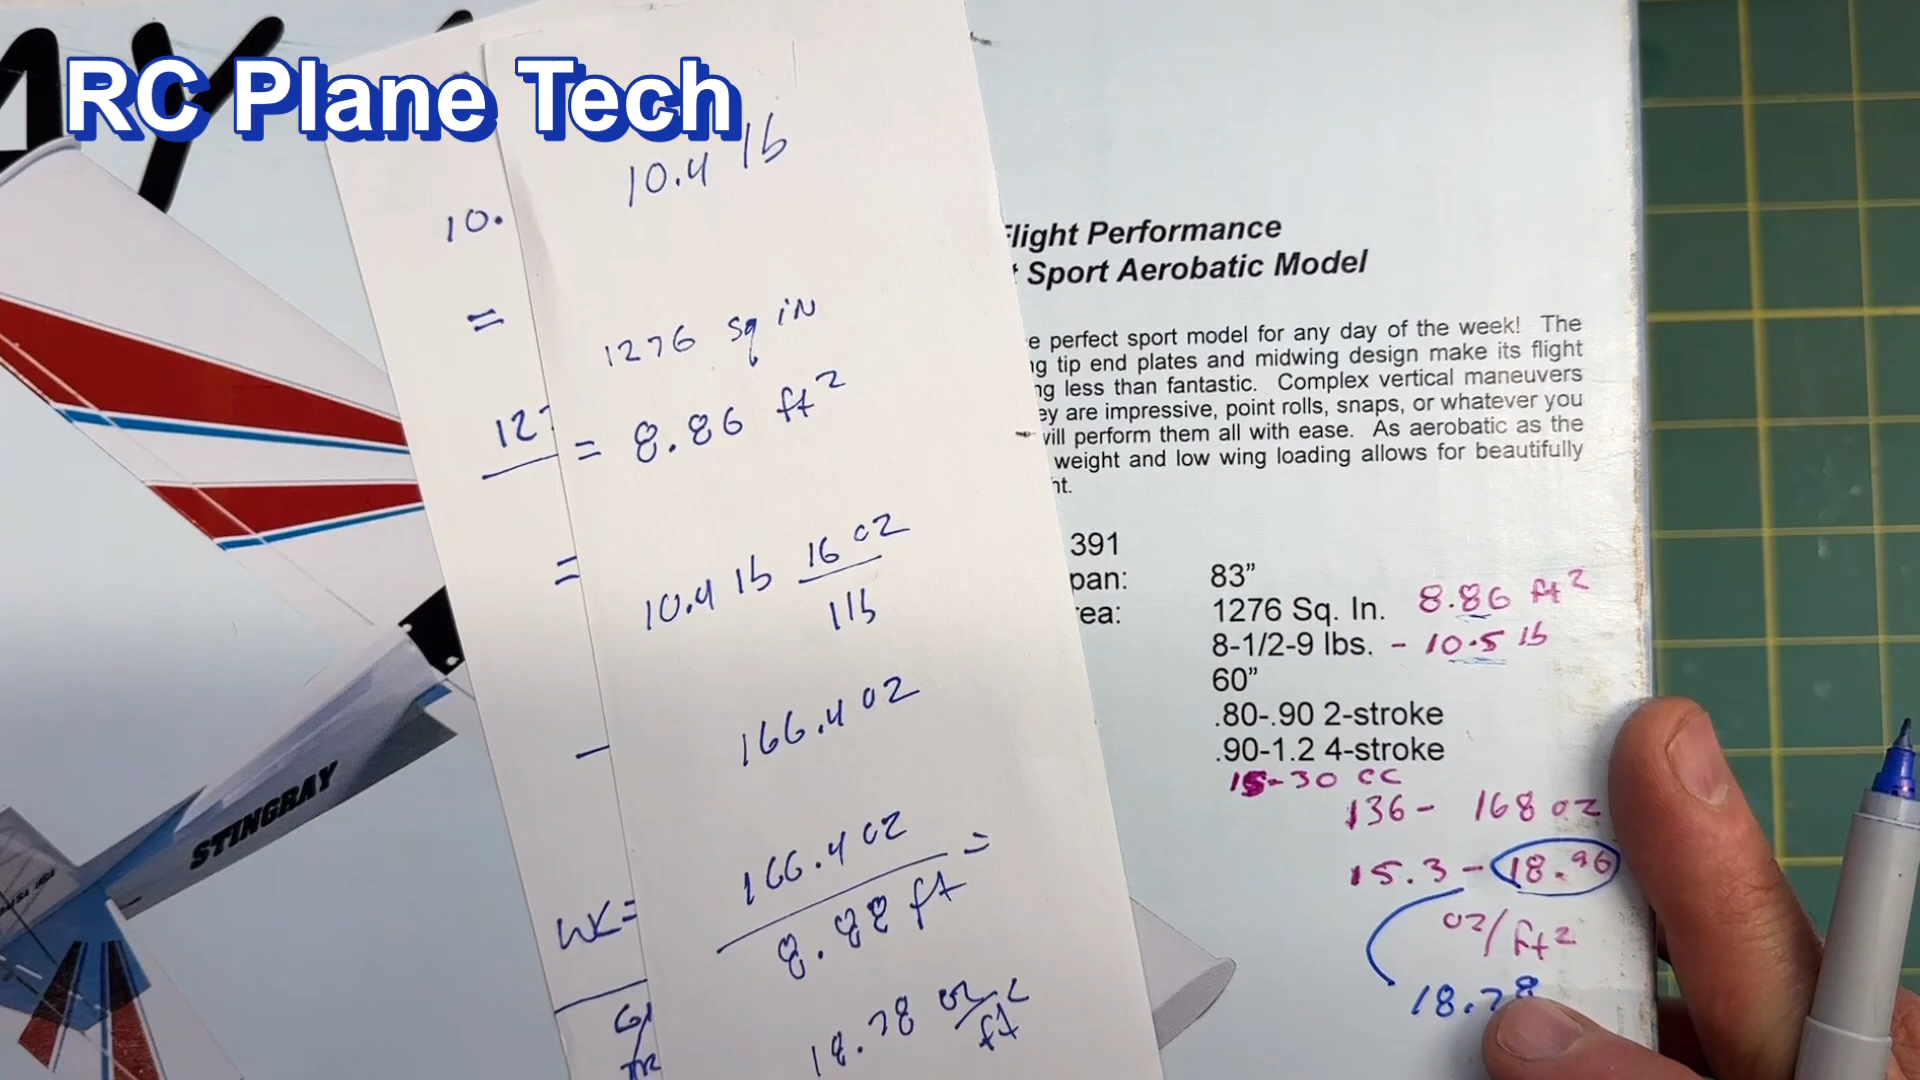 RC Plane Tech
10.4 lb
1276 sq in
= 8.86 ft²
10.4 lb 16 oz
1 lb
166.4 oz
166.4 oz =
8.88 ft
18.78 oz
ft²
10.
=
127
=
WK=
STINGRAY
Flight Performance
Sport Aerobatic Model
e perfect sport model for any day of the week! The
ng tip end plates and midwing design make its flight
ng less than fantastic. Complex vertical maneuvers
ey are impressive, point rolls, snaps, or whatever you
will perform them all with ease. As aerobatic as the
weight and low wing loading allows for beautifully
ht.
391
pan: 83”
ea: 1276 Sq. In. 8.86 ft²
8-1/2-9 lbs. - 10.5 lb
60”
.80-.90 2-stroke
.90-1.2 4-stroke
15-30 cc
136- 168 oz
15.3-18.96
oz/ft²
18.78